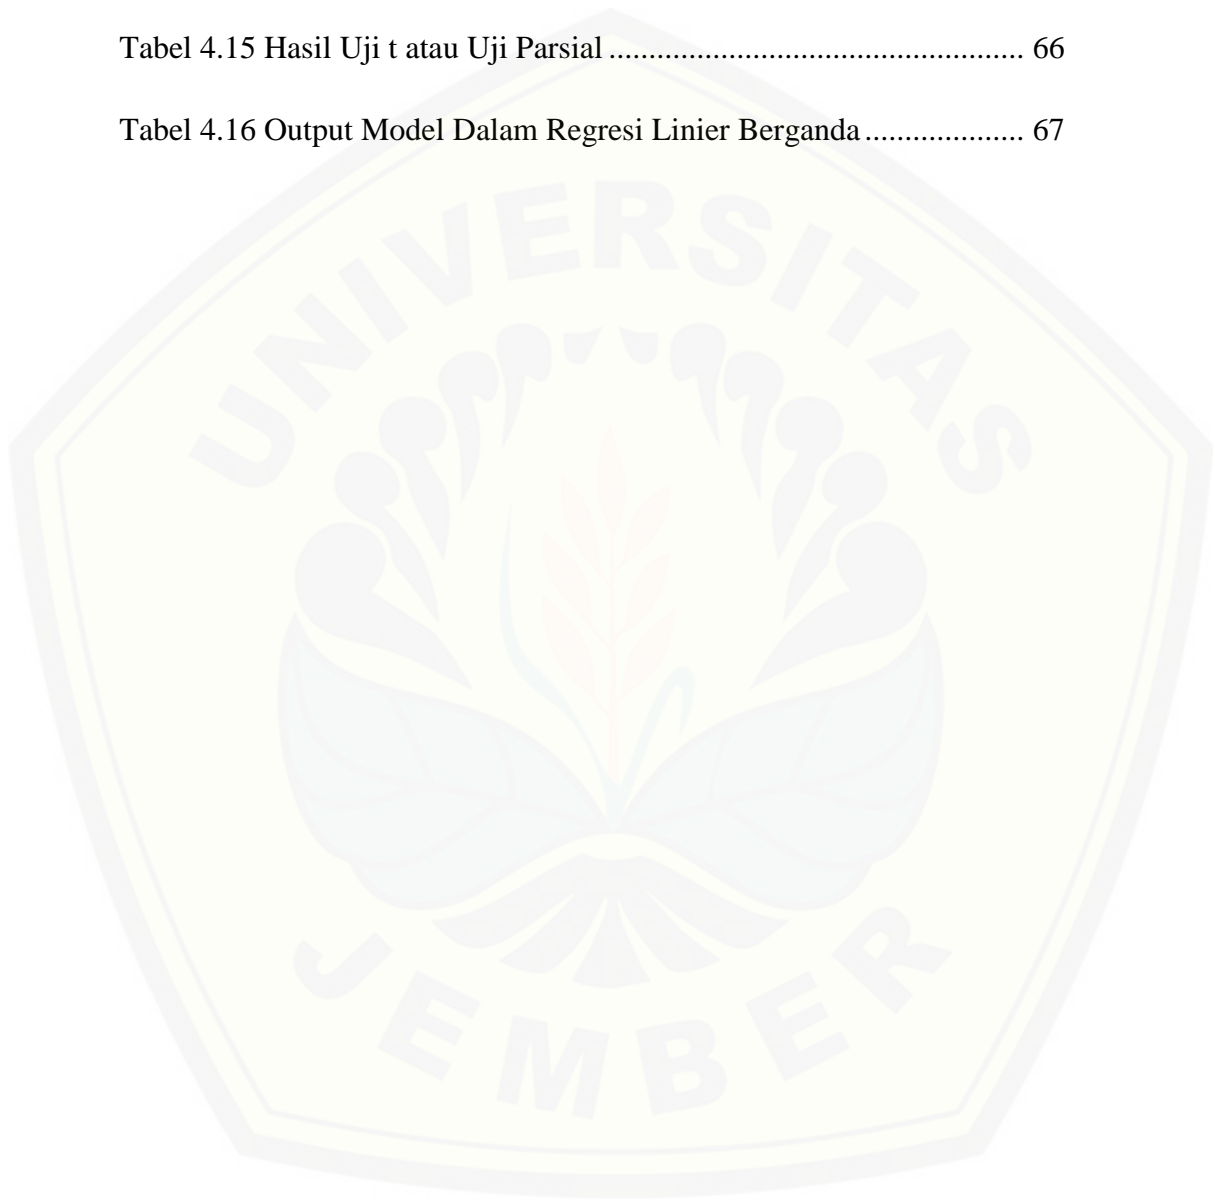 Tabel 4.15 Hasil Uji t atau Uji Parsial .................................................... 66
Tabel 4.16 Output Model Dalam Regresi Linier Berganda .................... 67
UNIVERSITAS
JEMBER